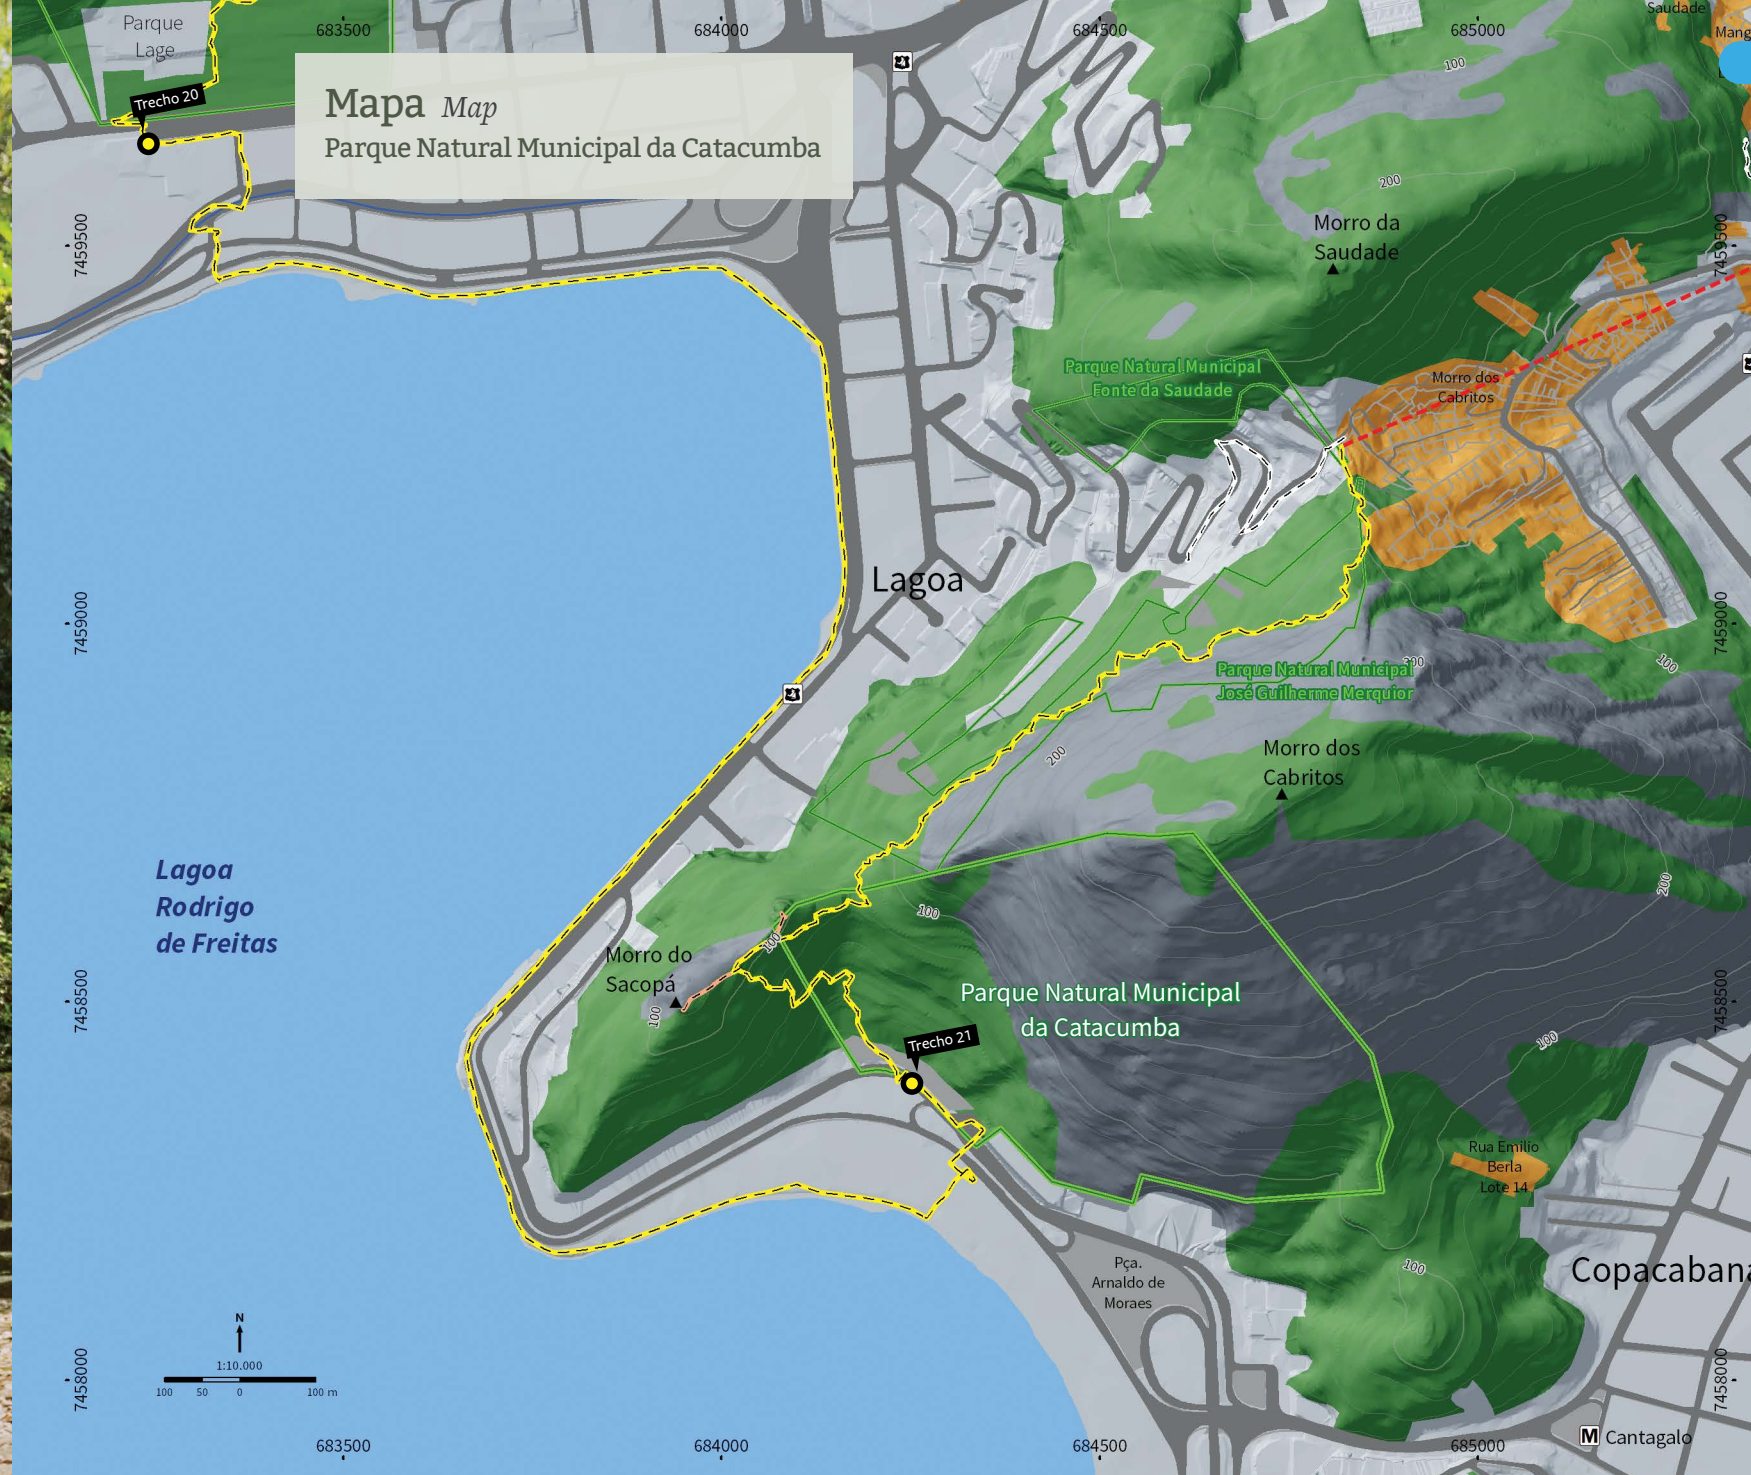 Parque
Lage
683500
684000
684500
685000
Saudade
Mang
Trecho 20
Mapa Map
Parque Natural Municipal da Catacumba
100
200
7459500
7459500
Morro da
Saudade
Parque Natural Municipal
Fonte da Saudade
Morro dos
Cabritos
Lagoa
7459000
7459000
100
Parque Natural Municipal
José Guilherme Merquior
200
Morro dos
Cabritos
Lagoa
Rodrigo
de Freitas
200
100
100
Morro do
Sacopá
100
7458500
7458500
Parque Natural Municipal
da Catacumba
Trecho 21
100
Rua Emilio
Berla
Lote 14
Pça.
Arnaldo de
Moraes
100
Copacabana
N
1:10.000
100 50 0 100 m
7458000
7458000
M Cantagalo
683500
684000
684500
685000